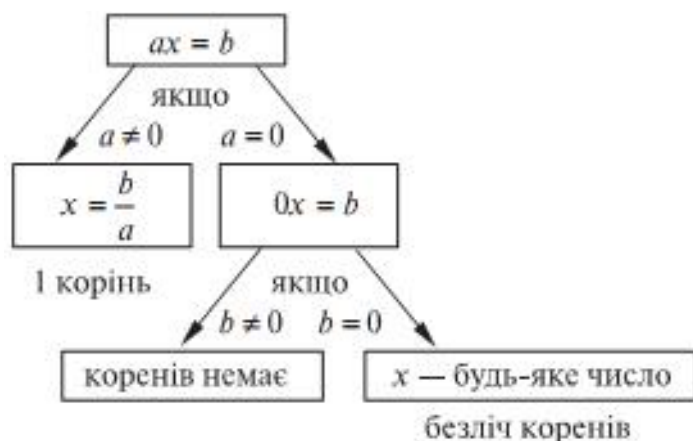 ax = b
якщо
a ≠ 0 a = 0
x = b/a
0x = b
1 корінь
якщо
b ≠ 0 b = 0
коренів немає
x — будь-яке число
безліч коренів